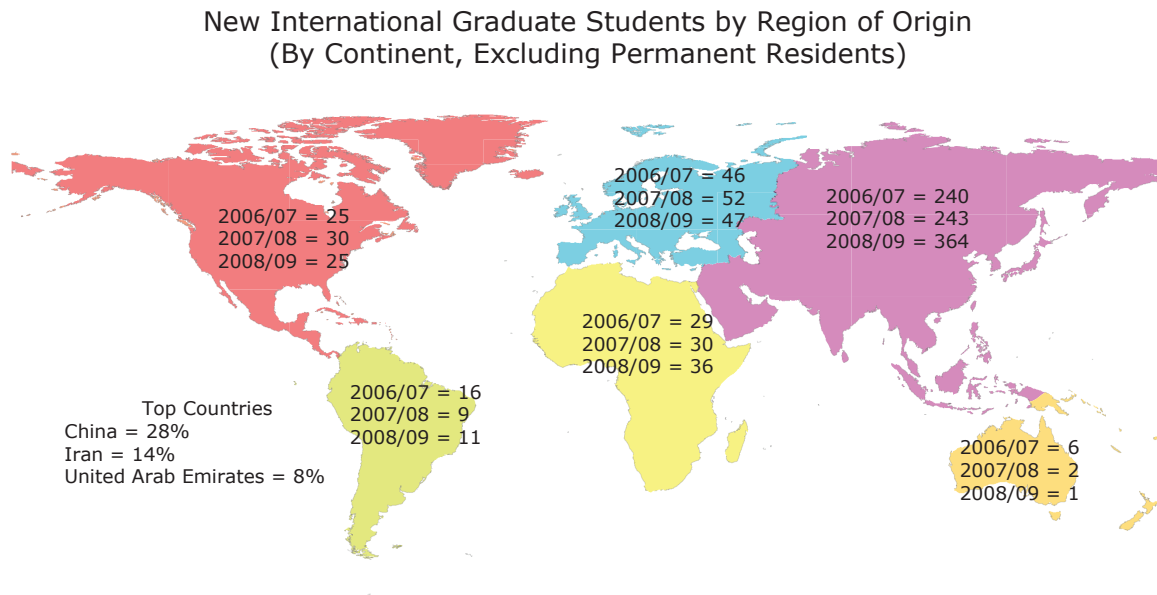 New International Graduate Students by Region of Origin
(By Continent, Excluding Permanent Residents)
2006/07 = 25
2007/08 = 30
2008/09 = 25
2006/07 = 46
2007/08 = 52
2008/09 = 47
2006/07 = 240
2007/08 = 243
2008/09 = 364
2006/07 = 29
2007/08 = 30
2008/09 = 36
2006/07 = 16
2007/08 = 9
2008/09 = 11
Top Countries
China = 28%
Iran = 14%
United Arab Emirates = 8%
2006/07 = 6
2007/08 = 2
2008/09 = 1